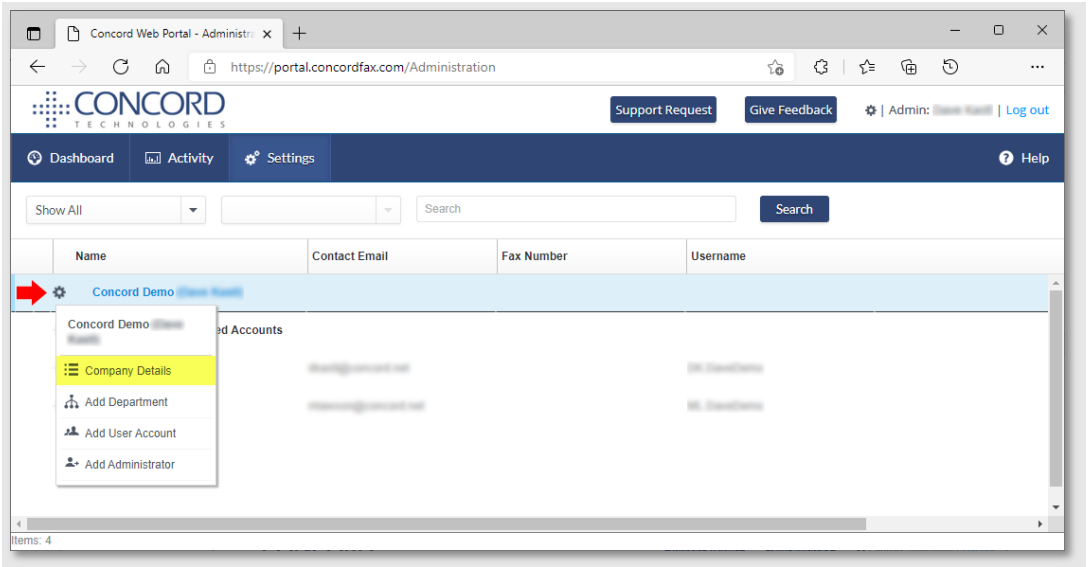 Concord Web Portal - Administra
https://portal.concordfax.com/Administration
CONCORD
TECHNOLOGIES
Support Request
Give Feedback
| Admin:
| Log out
Dashboard
Activity
Settings
Help
Show All
Search
Search
Name
Contact Email
Fax Number
Username
Concord Demo
Concord Demo
ed Accounts
Company Details
Add Department
Add User Account
Add Administrator
Items: 4